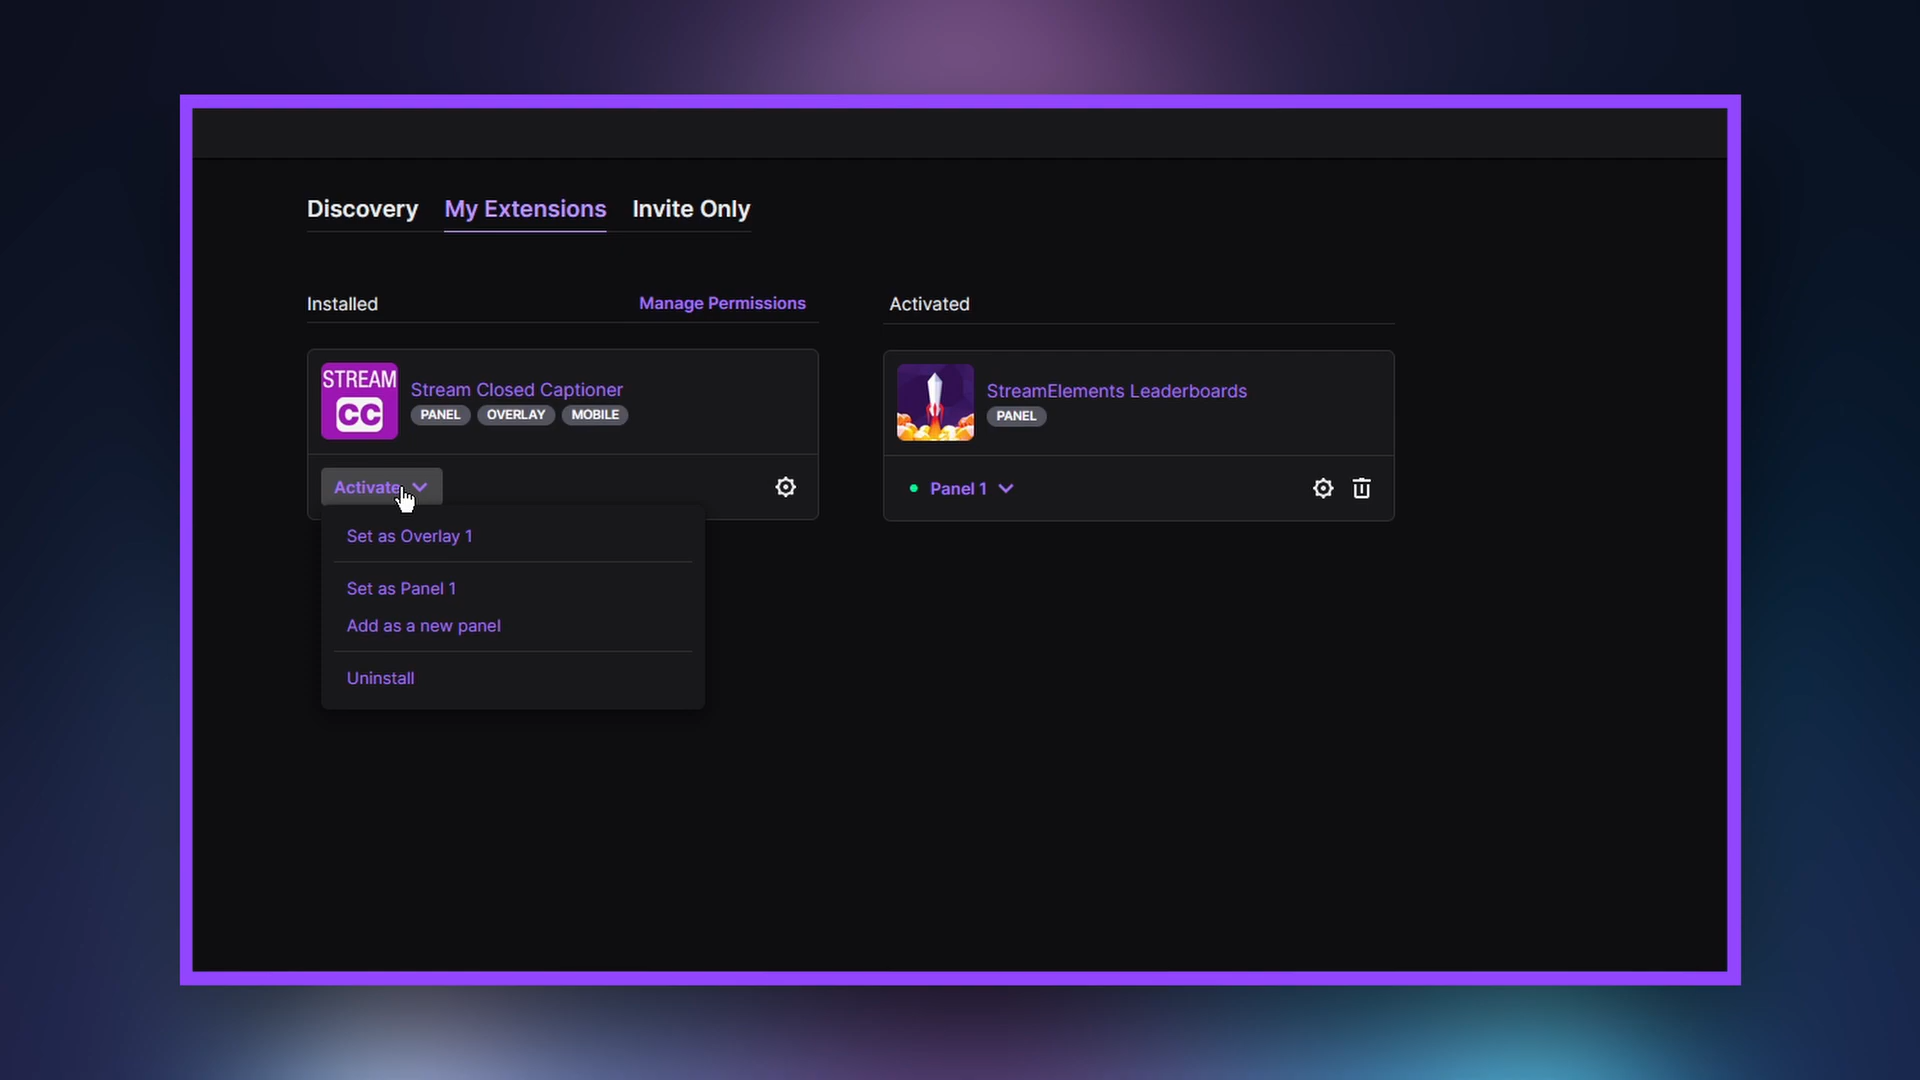 Discovery My Extensions Invite Only
Installed Manage Permissions
Activated
STREAM
CC
Stream Closed Captioner
PANEL OVERLAY MOBILE
StreamElements Leaderboards
PANEL
Activate
Panel 1
Set as Overlay 1
Set as Panel 1
Add as a new panel
Uninstall